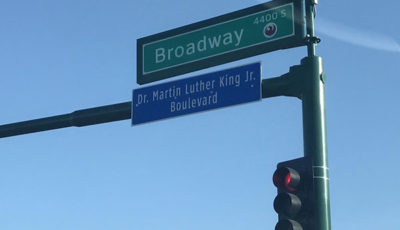 4400 S
Broadway
Dr. Martin Luther King Jr.
Boulevard